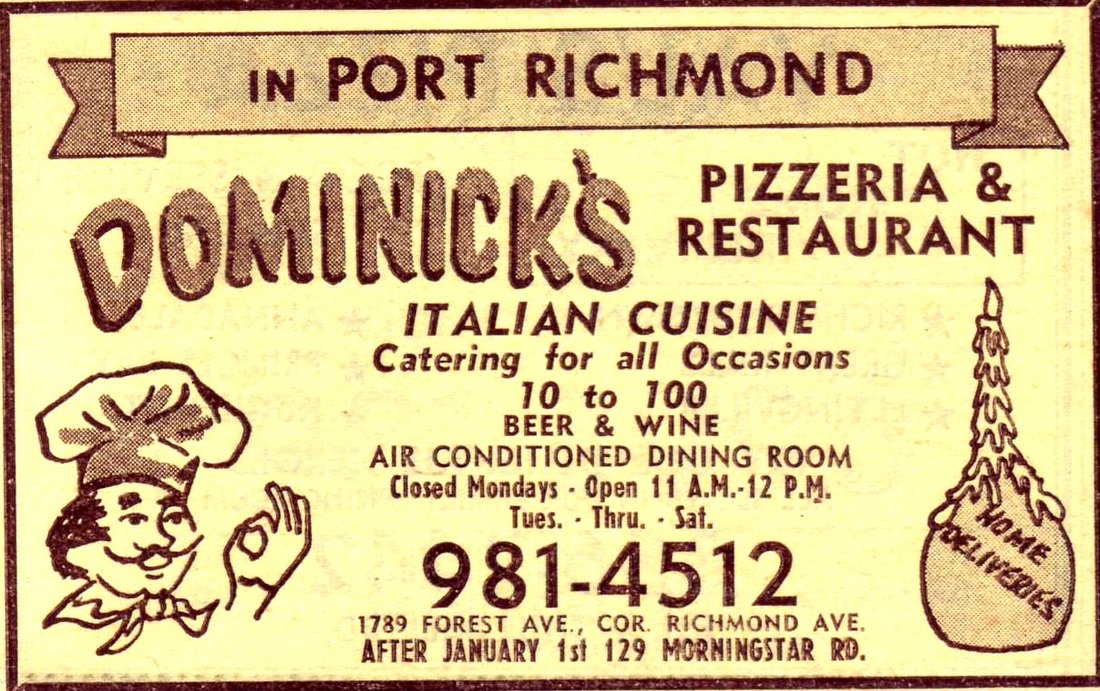 IN PORT RICHMOND
DOMINICK'S
PIZZERIA &
RESTAURANT
ITALIAN CUISINE
Catering for all Occasions
10 to 100
BEER & WINE
AIR CONDITIONED DINING ROOM
Closed Mondays - Open 11 A.M.-12 P.M.
Tues. - Thru. - Sat.
981-4512
1789 FOREST AVE., COR. RICHMOND AVE.
AFTER JANUARY 1st 129 MORNINGSTAR RD.
HOME
DELIVERIES